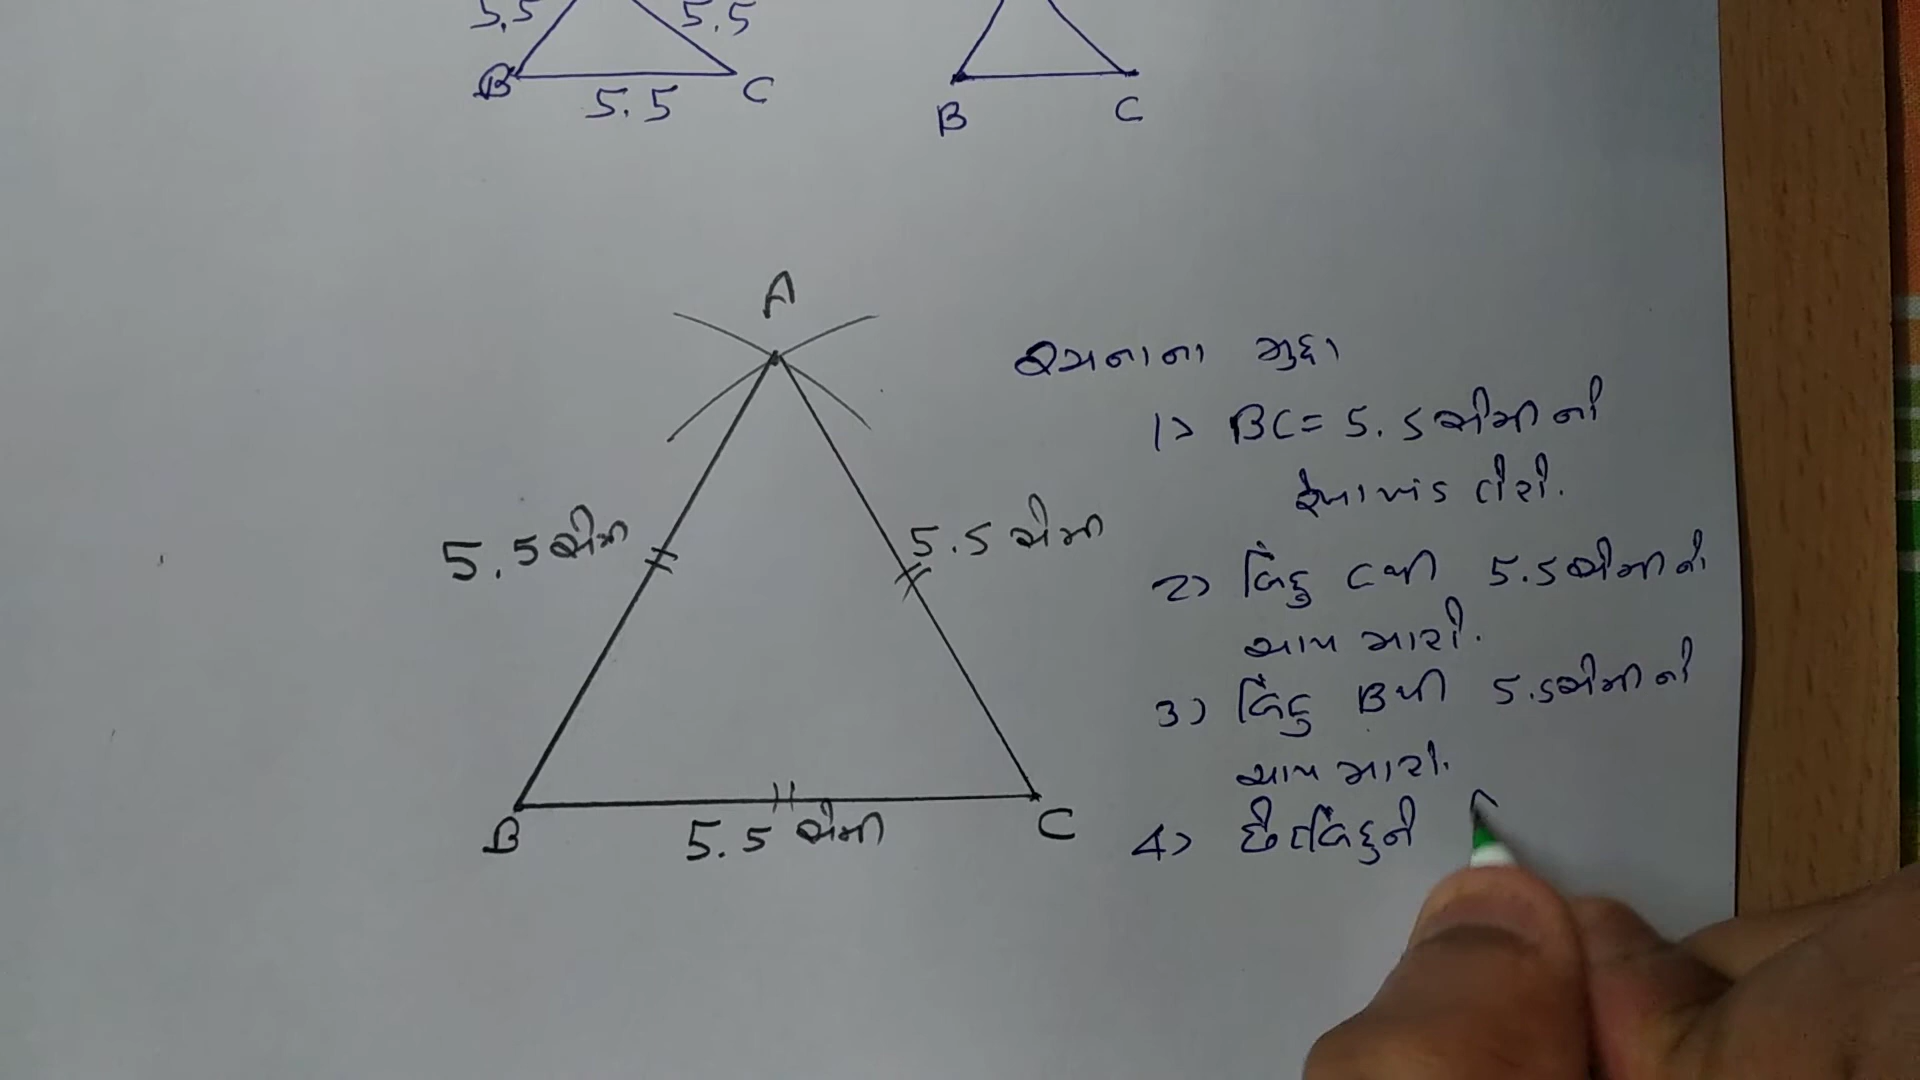 5.5 5.5
B C
5.5
B C
A
5.5 સેમી
5.5 સેમી
B C
5.5 સેમી
રચનાના મુદ્દા
1> BC = 5.5 સેમીનો
રેખાખંડ દોરો.
2) બિંદુ C થી 5.5 સેમીનો
ચાપ મારો.
3) બિંદુ B થી 5.5 સેમીનો
ચાપ મારો.
4> છેદબિંદુને